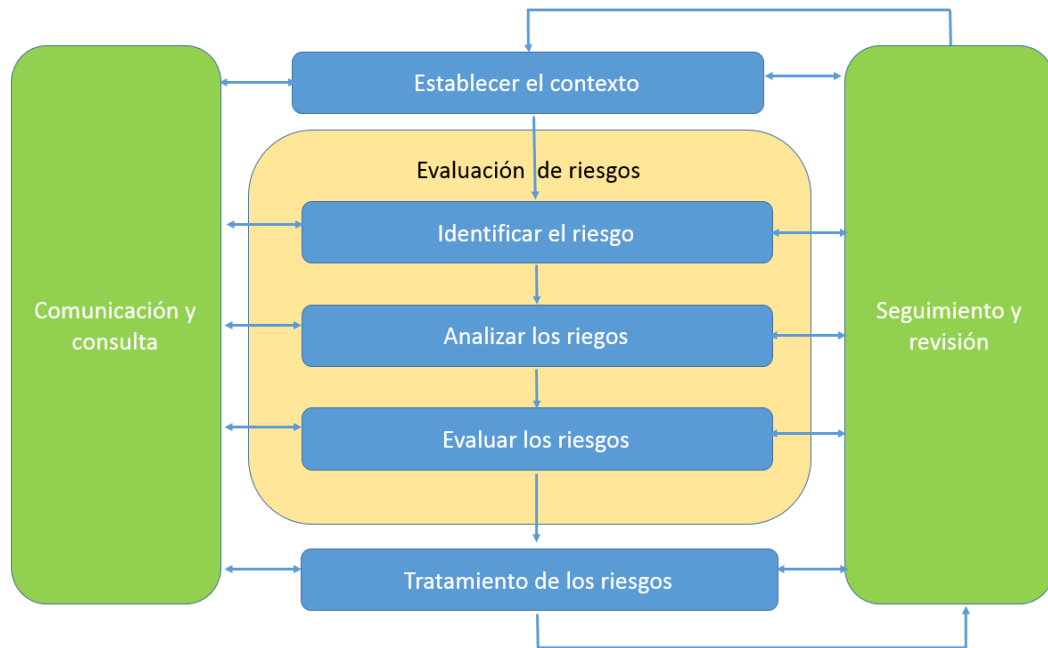 Establecer el contexto
Evaluación de riesgos
Identificar el riesgo
Comunicación y
consulta
Analizar los riegos
Seguimiento y
revisión
Evaluar los riesgos
Tratamiento de los riesgos